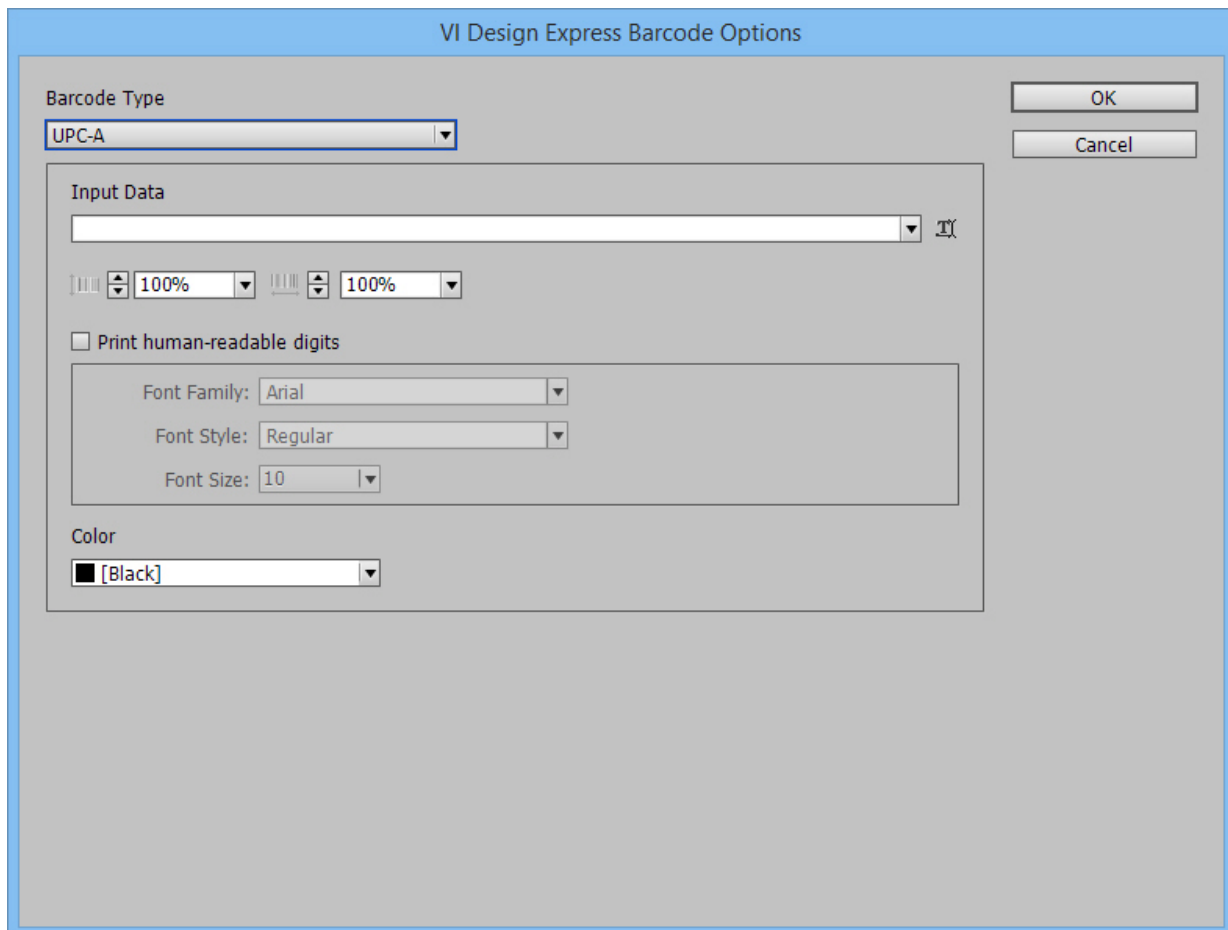 VI Design Express Barcode Options
Barcode Type
OK
UPC-A
Cancel
Input Data
T
100% 100%
Print human-readable digits
Font Family: Arial
Font Style: Regular
Font Size: 10
Color
[Black]